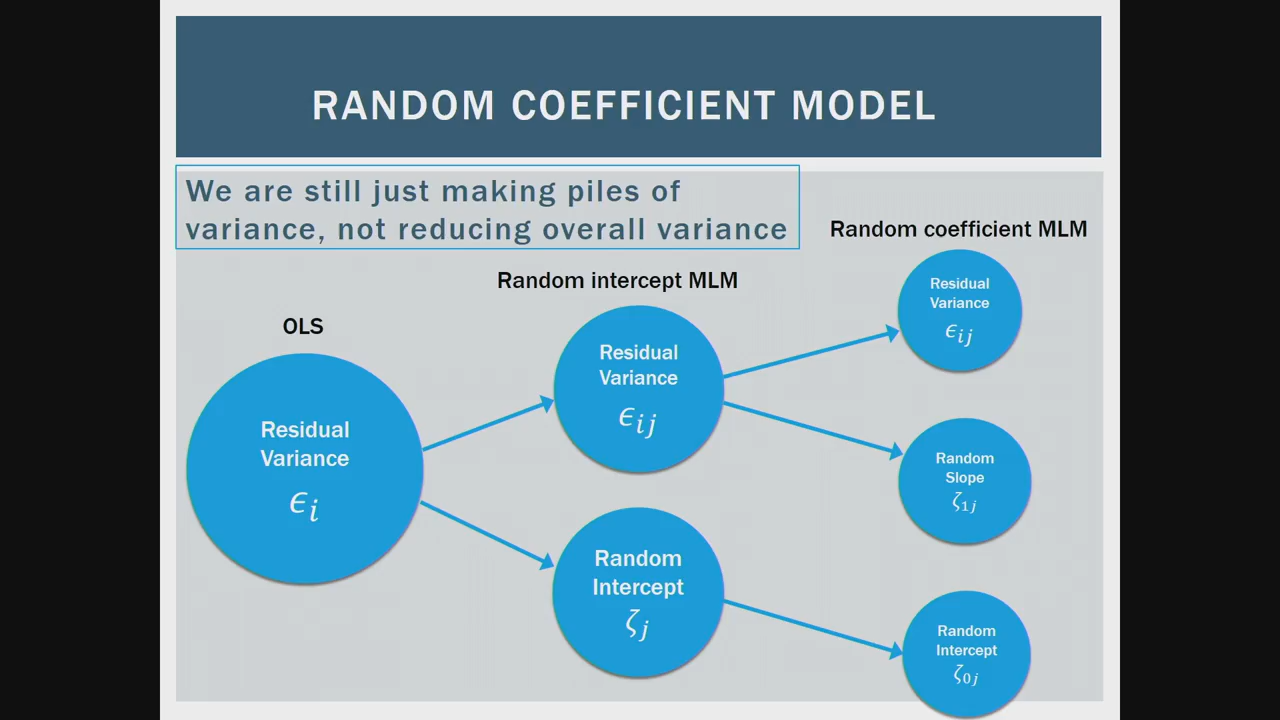 RANDOM COEFFICIENT MODEL
We are still just making piles of
variance, not reducing overall variance
OLS
Residual
Variance
ϵᵢ
Random intercept MLM
Residual
Variance
ϵᵢⱼ
Random
Intercept
ζⱼ
Random coefficient MLM
Residual
Variance
ϵᵢⱼ
Random
Slope
ζ₁ⱼ
Random
Intercept
ζ₀ⱼ